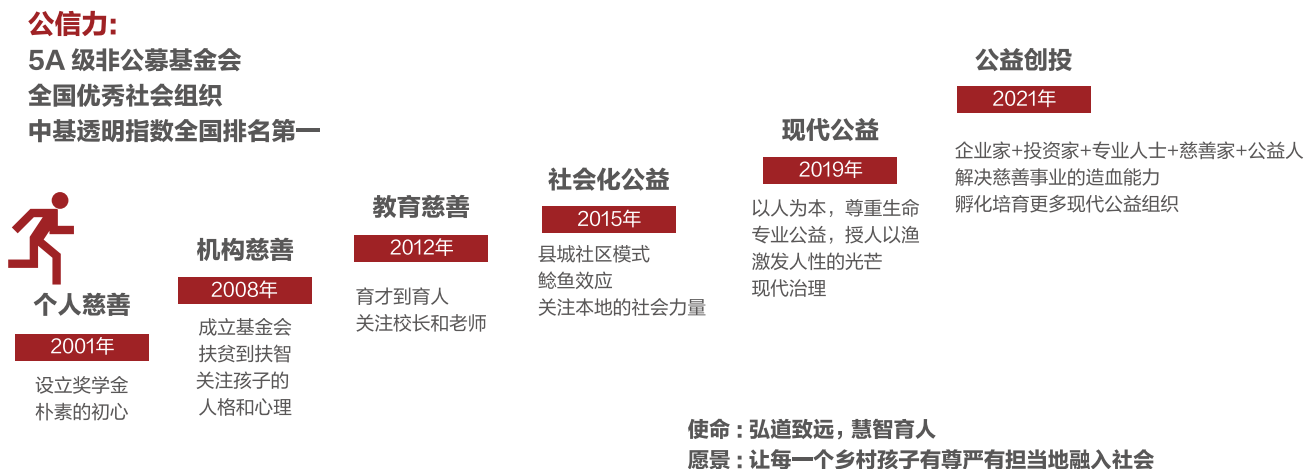 公信力:
5A 级非公募基金会
全国优秀社会组织
中基透明指数全国排名第一
个人慈善
2001年
设立奖学金
朴素的初心
机构慈善
2008年
成立基金会
扶贫到扶智
关注孩子的
人格和心理
教育慈善
2012年
育才到育人
关注校长和老师
社会化公益
2015年
县城社区模式
鲶鱼效应
关注本地的社会力量
现代公益
2019年
以人为本，尊重生命
专业公益，授人以渔
激发人性的光芒
现代治理
公益创投
2021年
企业家+投资家+专业人士+慈善家+公益人
解决慈善事业的造血能力
孵化培育更多现代公益组织
使命：弘道致远，慧智育人
愿景：让每一个乡村孩子有尊严有担当地融入社会